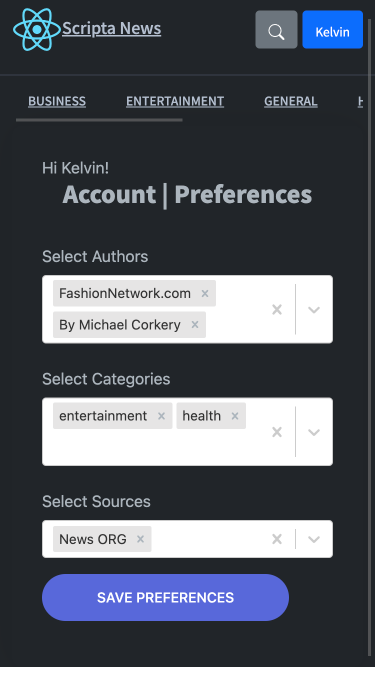 Scripta News
Kelvin
BUSINESS ENTERTAINMENT GENERAL
Hi Kelvin!
Account | Preferences
Select Authors
FashionNetwork.com ×
By Michael Corkery ×
Select Categories
entertainment × health ×
Select Sources
News ORG ×
SAVE PREFERENCES